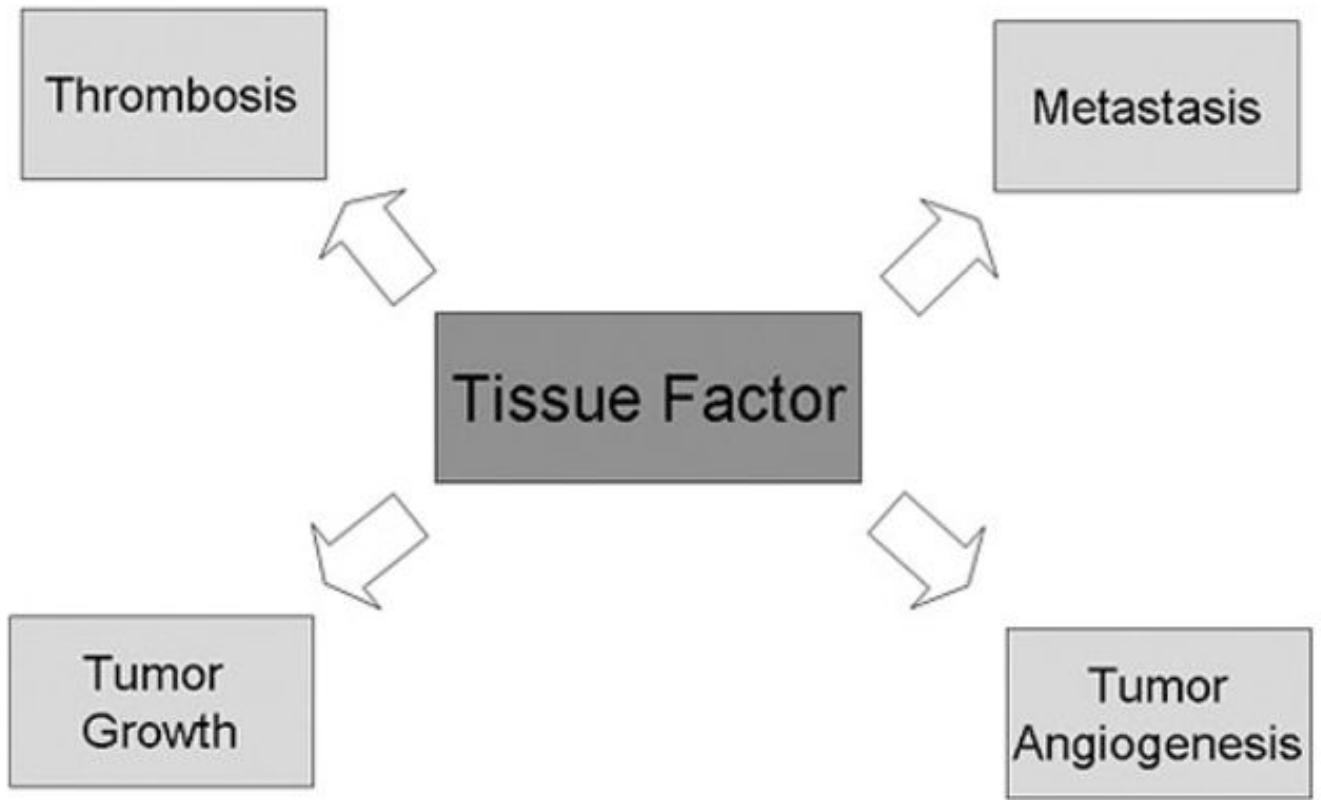 Thrombosis
Metastasis
Tissue Factor
Tumor
Growth
Tumor
Angiogenesis